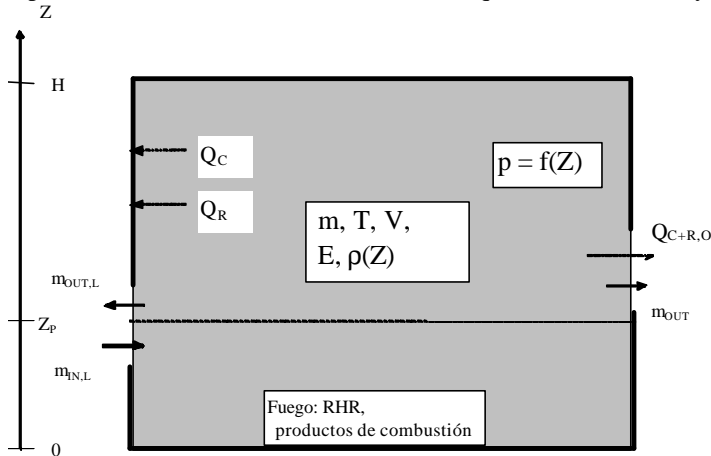 Z
H
Q_C
p = f(Z)
Q_R
m, T, V,
E, ρ(Z)
Q_C+R,O
m_OUT,L
m_OUT
Z_P
m_IN,L
Fuego: RHR,
productos de combustión
0